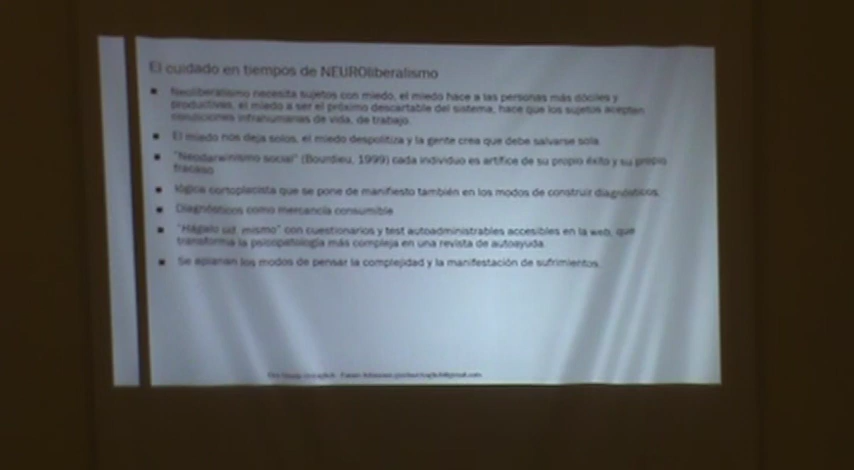 El cuidado en tiempos de NEUROliberalismo
Neoliberalismo necesita sujetos con miedo, el miedo hace a las personas más dóciles y
productivas, el miedo a ser el próximo descartable del sistema, hace que los sujetos acepten
condiciones infrahumanas de vida, de trabajo.
El miedo nos deja solos, el miedo despolitiza y la gente crea que debe salvarse sola
"Neodarwinismo social" (Bourdieu, 1999) cada individuo es artífice de su propio éxito y su propio
fracaso
lógica cortoplacista que se pone de manifiesto también en los modos de construir diagnósticos.
Diagnósticos como mercancía consumible
"Hágalo ud. mismo" con cuestionarios y test autoadministrables accesibles en la web, que
transforma la psicopatología más compleja en una revista de autoayuda.
Se aplanan los modos de pensar la complejidad y la manifestación de sufrimientos.